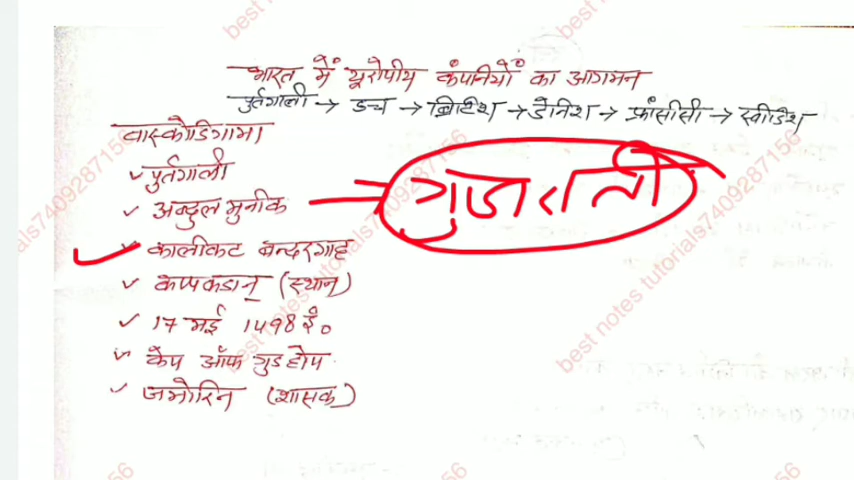 भारत में यूरोपीय कंपनियों का आगमन
पुर्तगाली → डच → ब्रिटिश → डेनिश → फ्रांसीसी → स्वीडिश
वास्कोडिगामा
✓ पुर्तगाली
✓ अब्दुल मुनीक — गुजराती
✓ कालीकट बन्दरगाह
✓ कप्पकडान् (स्थान)
✓ 17 मई 1498 ई०
✓ केप ऑफ गुड होप
✓ जमोरिन (शासक)
best notes tutorials7409287156